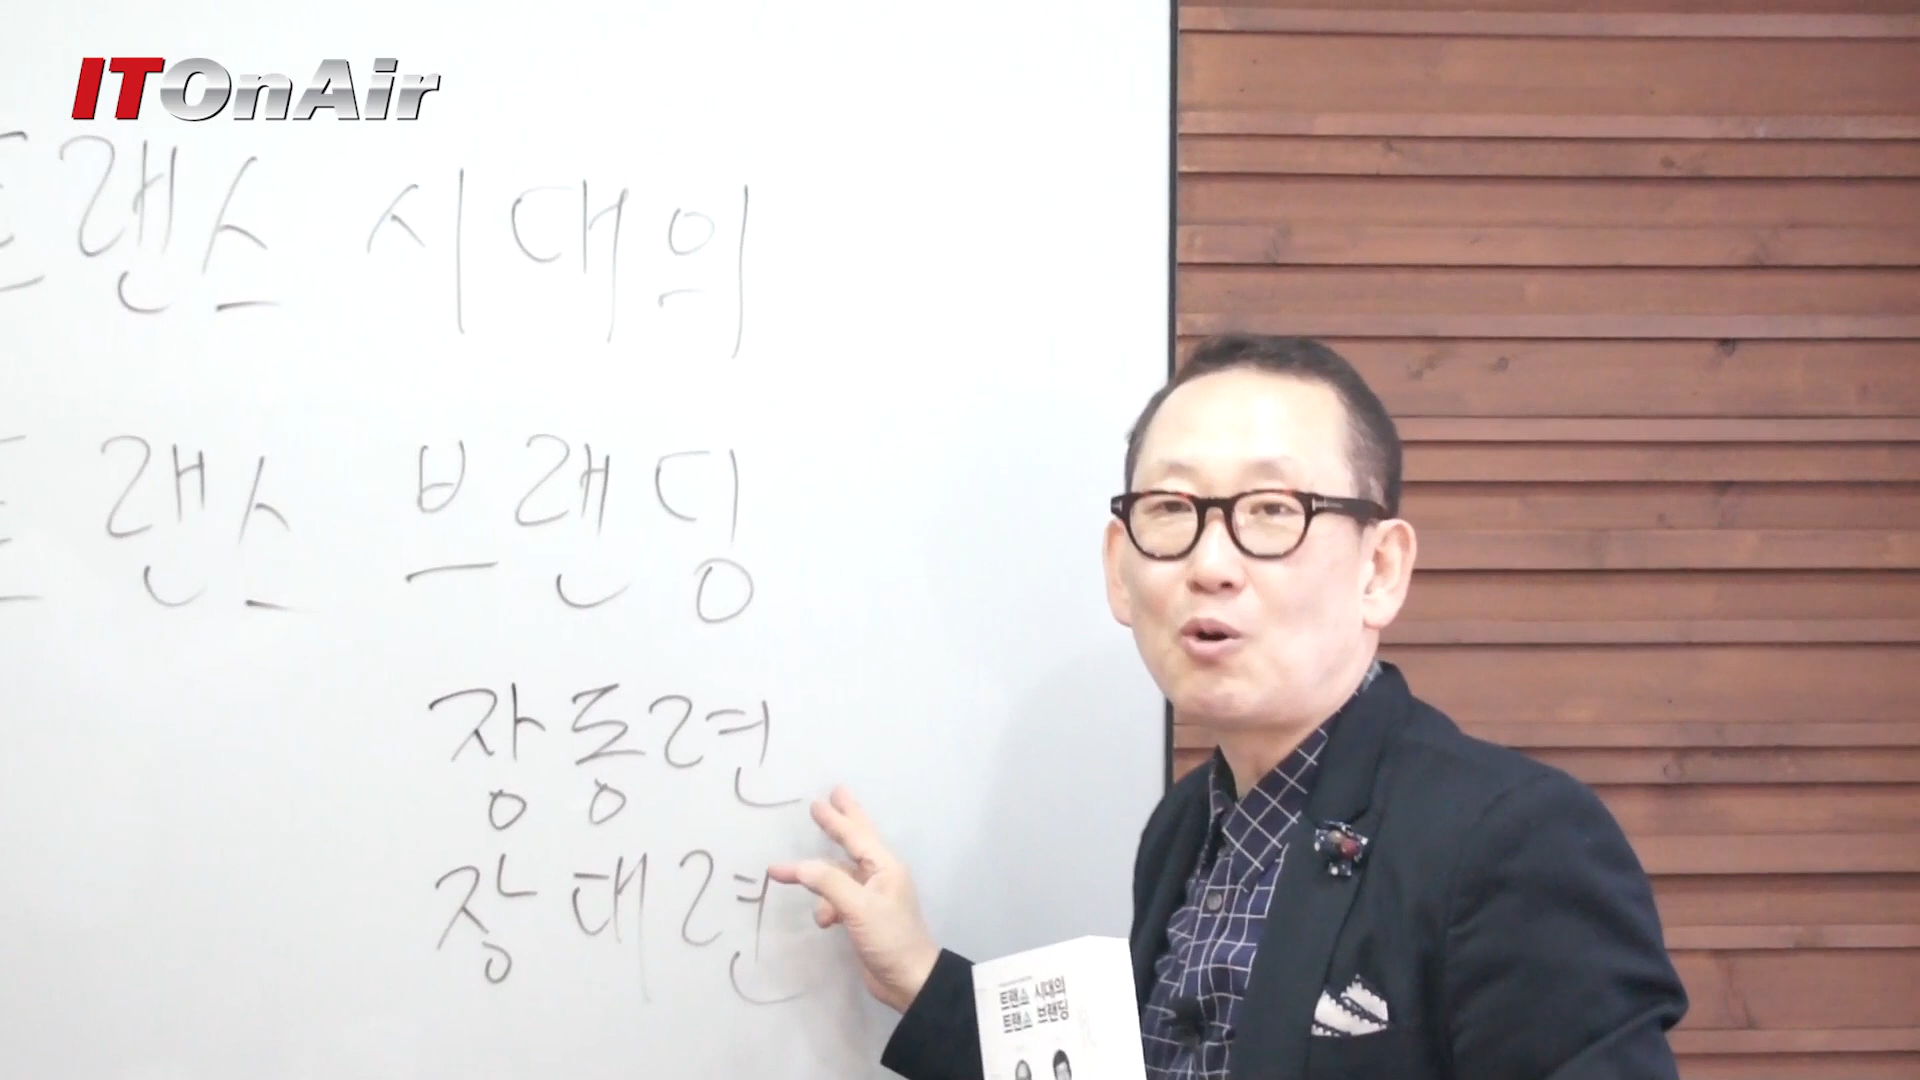 ITOnAir
트랜스 시대의
트랜스 브랜딩
장동련
장대련
트랜스 시대의
트랜스 브랜딩